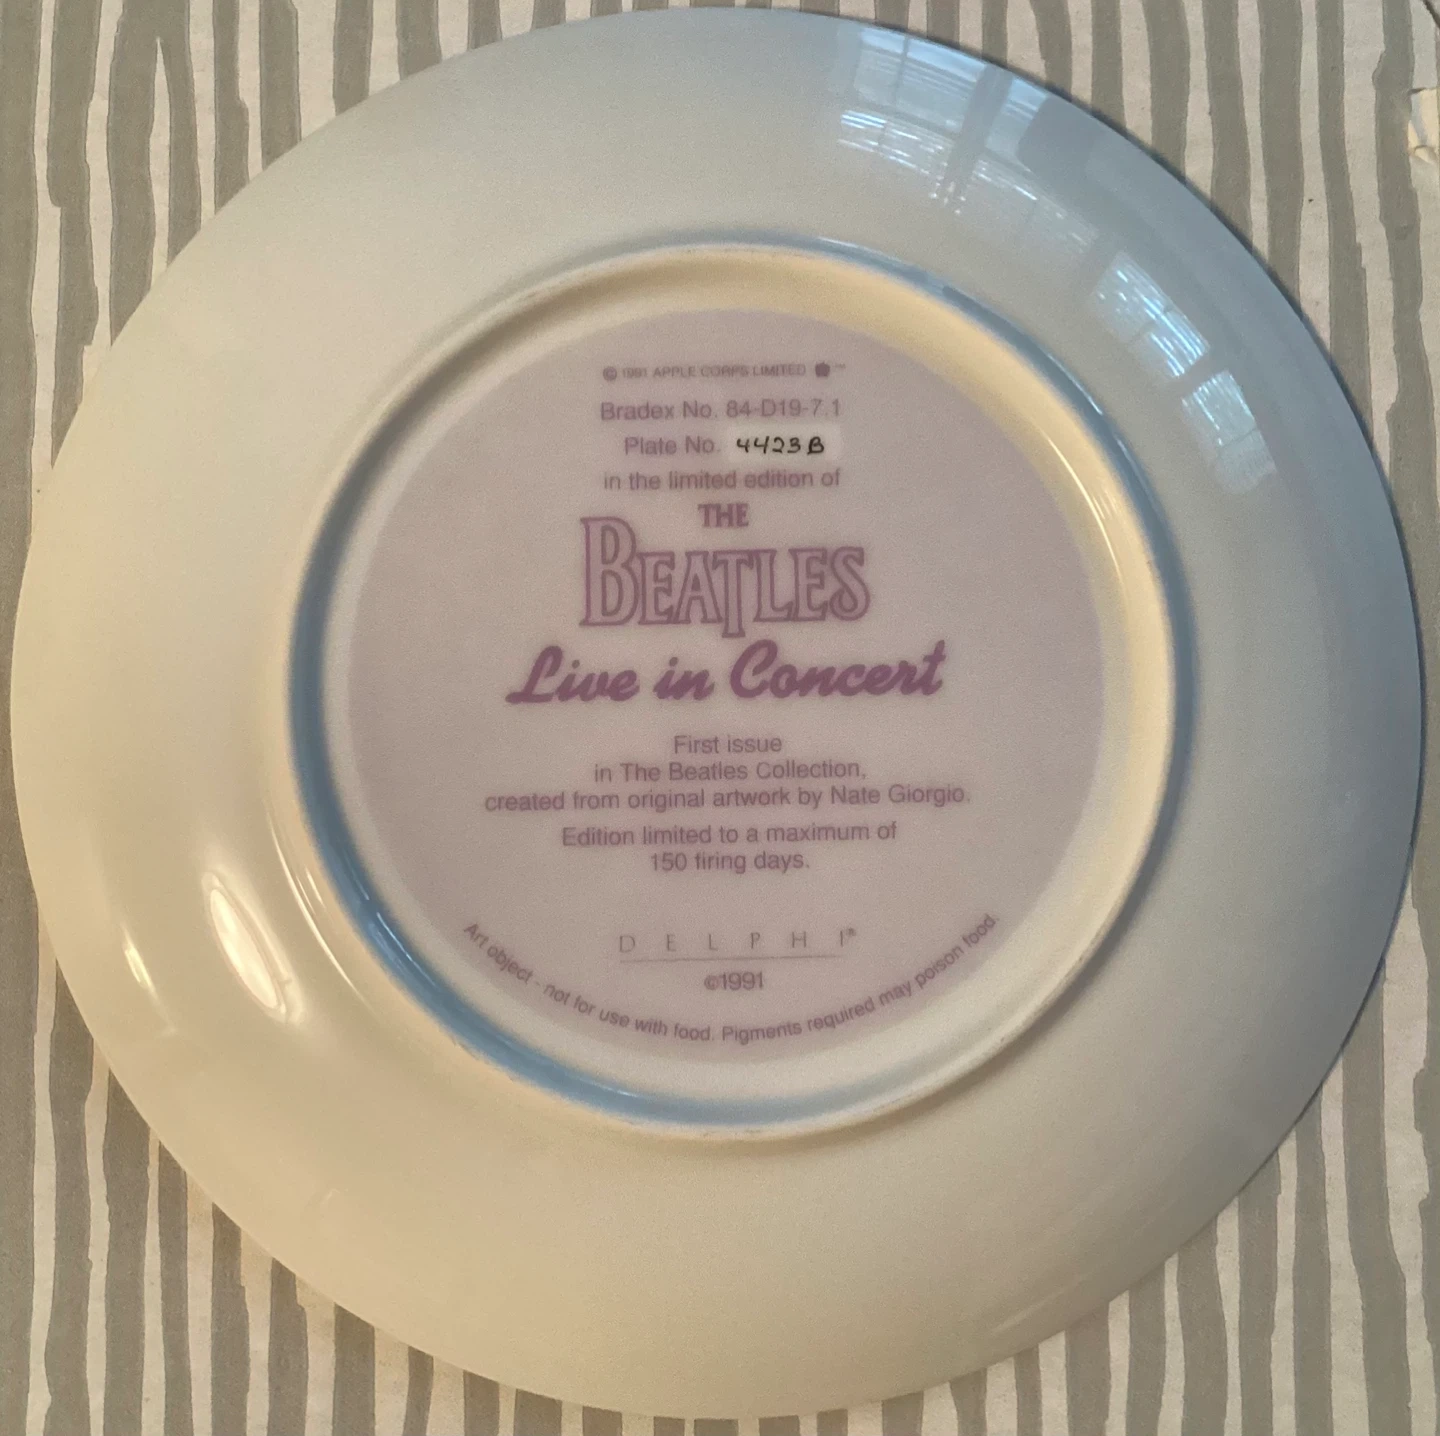 © 1991 APPLE CORPS LIMITED ™
Bradex No. 84-D19-7.1
Plate No. 4423B
in the limited edition of
THE
BEATLES
Live in Concert
First issue
in The Beatles Collection,
created from original artwork by Nate Giorgio.
Edition limited to a maximum of
150 firing days.
DELPHI®
©1991
Art object - not for use with food. Pigments required may poison food.